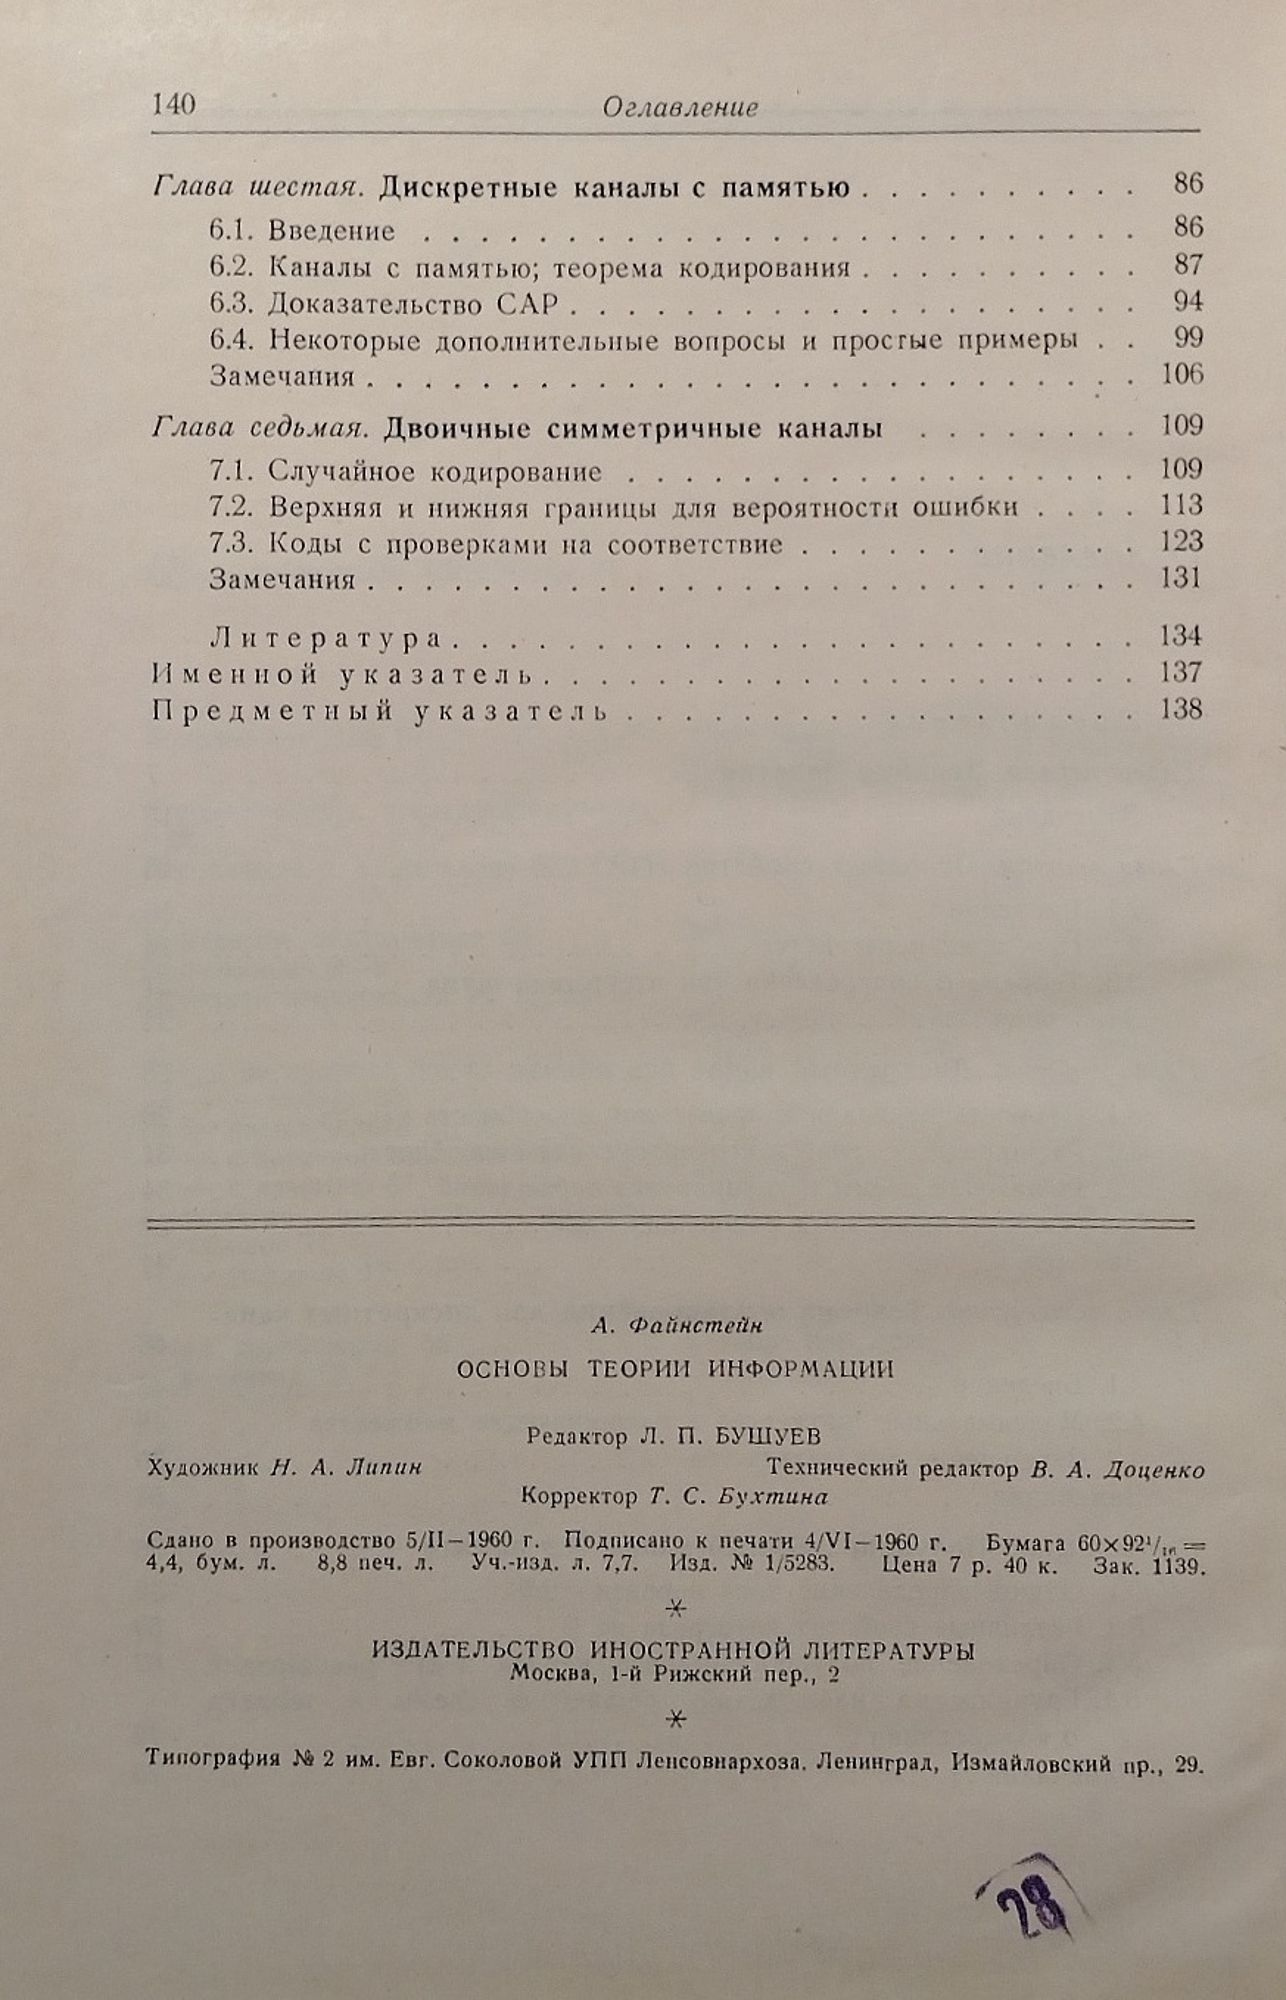 140
Оглавление
Глава шестая. Дискретные каналы с памятью . . . . . . . . . . 86
6.1. Введение . . . . . . . . . . . . . . . . . . . . . . . . . 86
6.2. Каналы с памятью; теорема кодирования . . . . . . . . . . 87
6.3. Доказательство CAP . . . . . . . . . . . . . . . . . . . . 94
6.4. Некоторые дополнительные вопросы и простые примеры . . 99
Замечания . . . . . . . . . . . . . . . . . . . . . . . . . . . 106
Глава седьмая. Двоичные симметричные каналы . . . . . . . . 109
7.1. Случайное кодирование . . . . . . . . . . . . . . . . . . 109
7.2. Верхняя и нижняя границы для вероятности ошибки . . . . 113
7.3. Коды с проверками на соответствие . . . . . . . . . . . . 123
Замечания . . . . . . . . . . . . . . . . . . . . . . . . . . . 131
Литература . . . . . . . . . . . . . . . . . . . . . . . . 134
Именной указатель . . . . . . . . . . . . . . . . . . . . . 137
Предметный указатель . . . . . . . . . . . . . . . . . . 138
А. Файнстейн
ОСНОВЫ ТЕОРИИ ИНФОРМАЦИИ
Редактор Л. П. БУШУЕВ
Художник Н. А. Липин Технический редактор В. А. Доценко
Корректор Т. С. Бухтина
Сдано в производство 5/II—1960 г. Подписано к печати 4/VI—1960 г. Бумага 60×92¹/₁₆ =
4,4, бум. л. 8,8 печ. л. Уч.-изд. л. 7,7. Изд. № 1/5283. Цена 7 р. 40 к. Зак. 1139.
*
ИЗДАТЕЛЬСТВО ИНОСТРАННОЙ ЛИТЕРАТУРЫ
Москва, 1-й Рижский пер., 2
*
Типография № 2 им. Евг. Соколовой УПП Ленсовнархоза. Ленинград, Измайловский пр., 29.
28